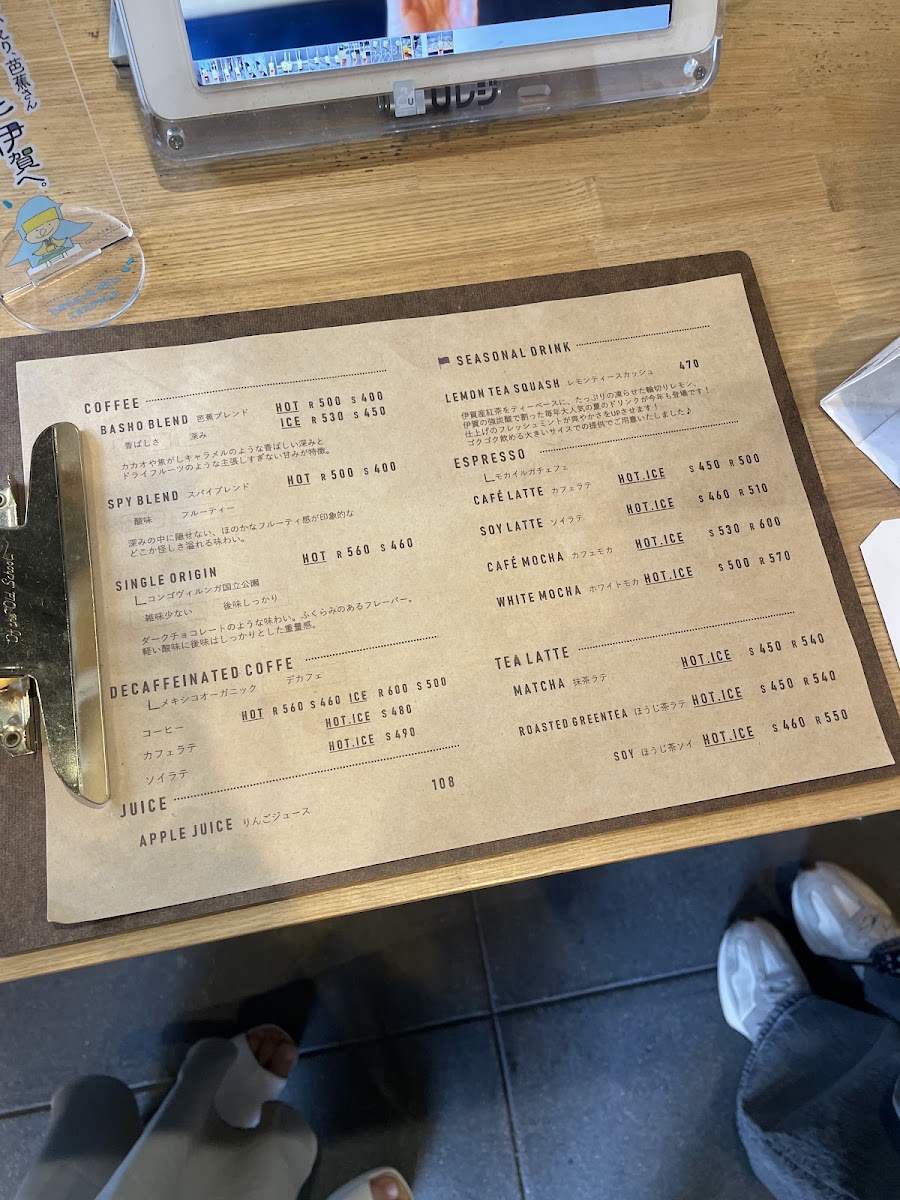 芭蕉さん
伊賀へ。
Uレジ
COFFEE
BASHO BLEND 芭蕉ブレンド HOT R 500 S 400
ICE R 530 S 450
香ばしさ 深み
カカオや焦がしキャラメルのような香ばしい深みと
ドライフルーツのような主張しすぎない甘みが特徴。
SPY BLEND スパイブレンド HOT R 500 S 400
酸味 フルーティー
深みの中に隠せない、ほのかなフルーティ感が印象的な
どこか怪しさ溢れる味わい。
SINGLE ORIGIN HOT R 560 S 460
コンゴヴィルンガ国立公園
雑味少ない 後味しっかり
ダークチョコレートのような味わい。ふくらみのあるフレーバー。
軽い酸味に後味はしっかりとした重量感。
DECAFFEINATED COFFE デカフェ
メキシコオーガニック
コーヒー HOT R 560 S 460 ICE R 600 S 500
カフェラテ HOT.ICE S 480
ソイラテ HOT.ICE S 490
JUICE
APPLE JUICE りんごジュース 108
SEASONAL DRINK
LEMON TEA SQUASH レモンティースカッシュ 470
伊賀産紅茶をティーベースに、たっぷりの凍らせた輪切りレモン、
伊賀の強炭酸で割った毎年大人気の夏のドリンクが今年も登場です！
仕上げのフレッシュミントが爽やかさをUPさせます！
ゴクゴク飲める大きいサイズでの提供でご用意いたしました♪
ESPRESSO
モカイルガチェフェ
CAFÉ LATTE カフェラテ HOT.ICE S 450 R 500
SOY LATTE ソイラテ HOT.ICE S 460 R 510
CAFÉ MOCHA カフェモカ HOT.ICE S 530 R 600
WHITE MOCHA ホワイトモカ HOT.ICE S 500 R 570
TEA LATTE
MATCHA 抹茶ラテ HOT.ICE S 450 R 540
ROASTED GREENTEA ほうじ茶ラテ HOT.ICE S 450 R 540
SOY ほうじ茶ソイ HOT.ICE S 460 R 550